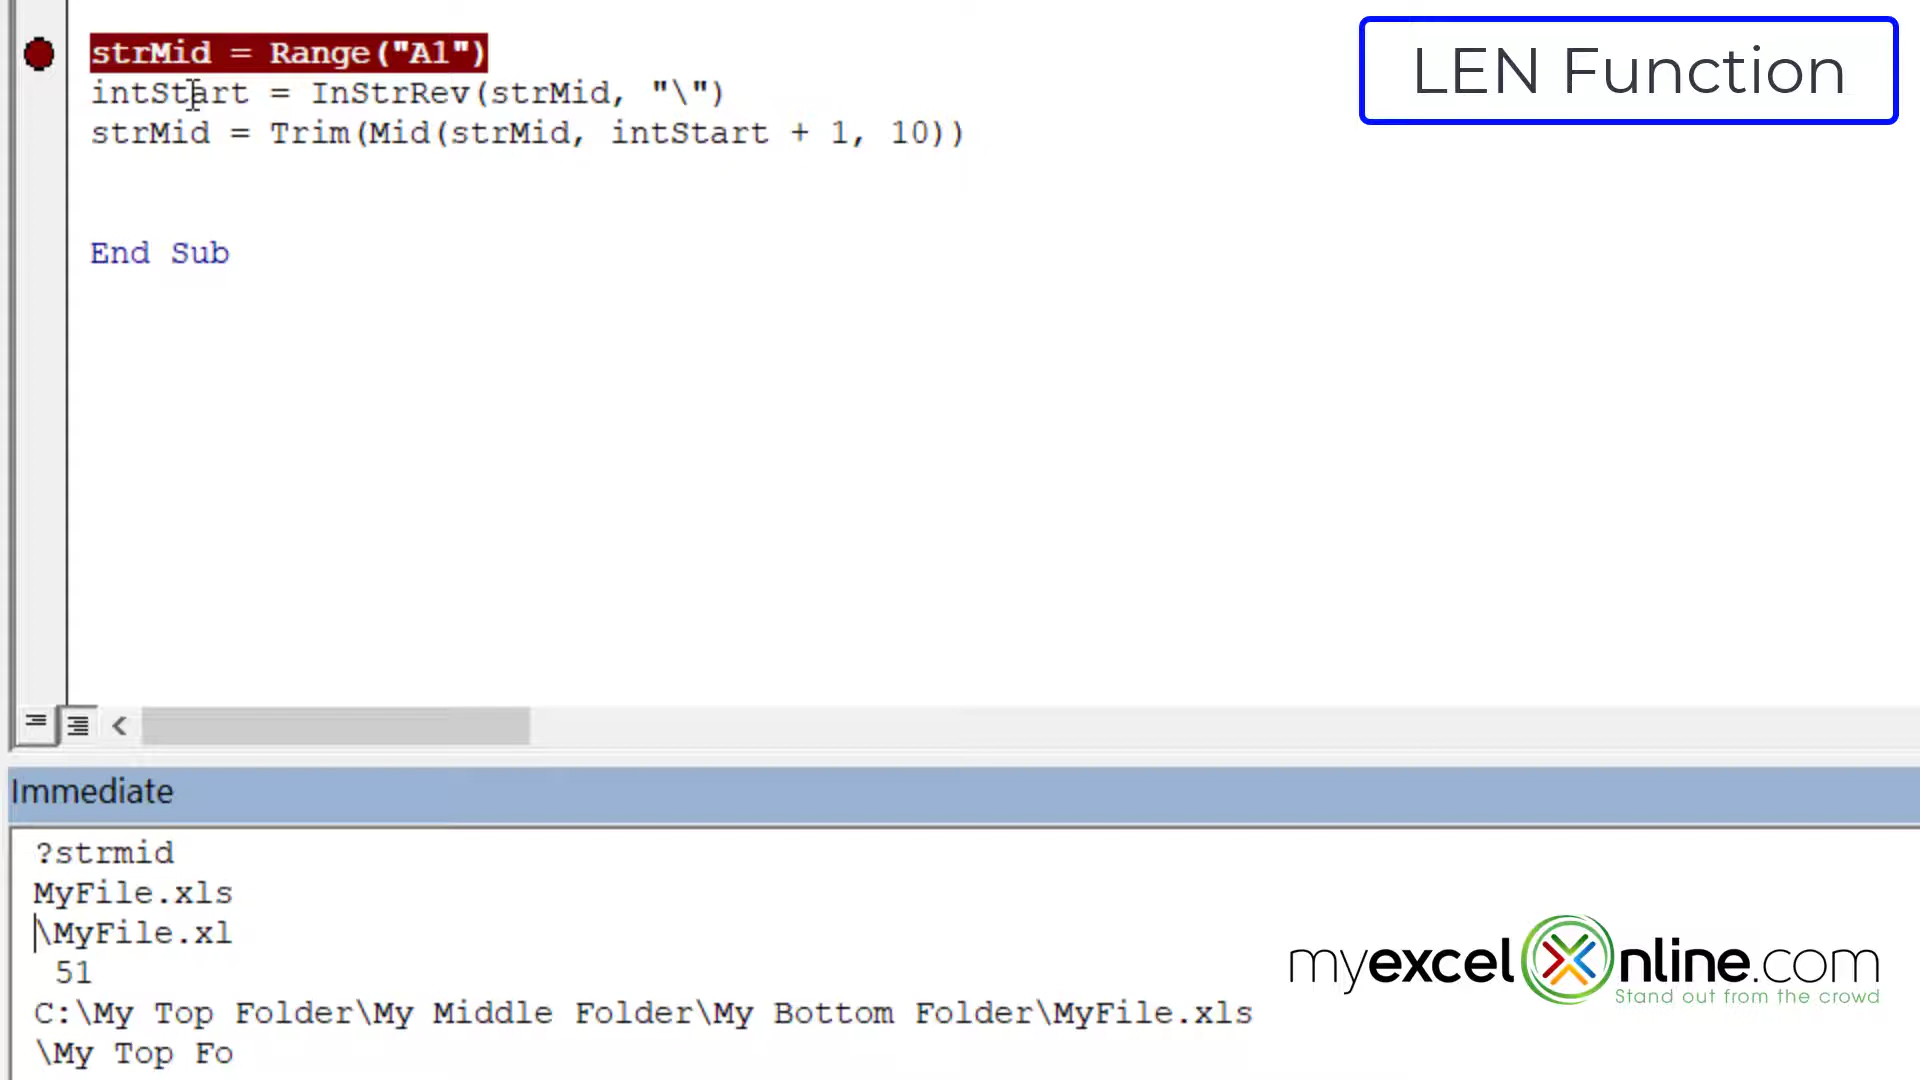 LEN Function
strMid = Range("A1")
intStart = InStrRev(strMid, "\")
strMid = Trim(Mid(strMid, intStart + 1, 10))
End Sub
Immediate
?strmid
MyFile.xls
\MyFile.xl
51
C:\My Top Folder\My Middle Folder\My Bottom Folder\MyFile.xls
\My Top Fo
myexcelOnline.com
Stand out from the crowd